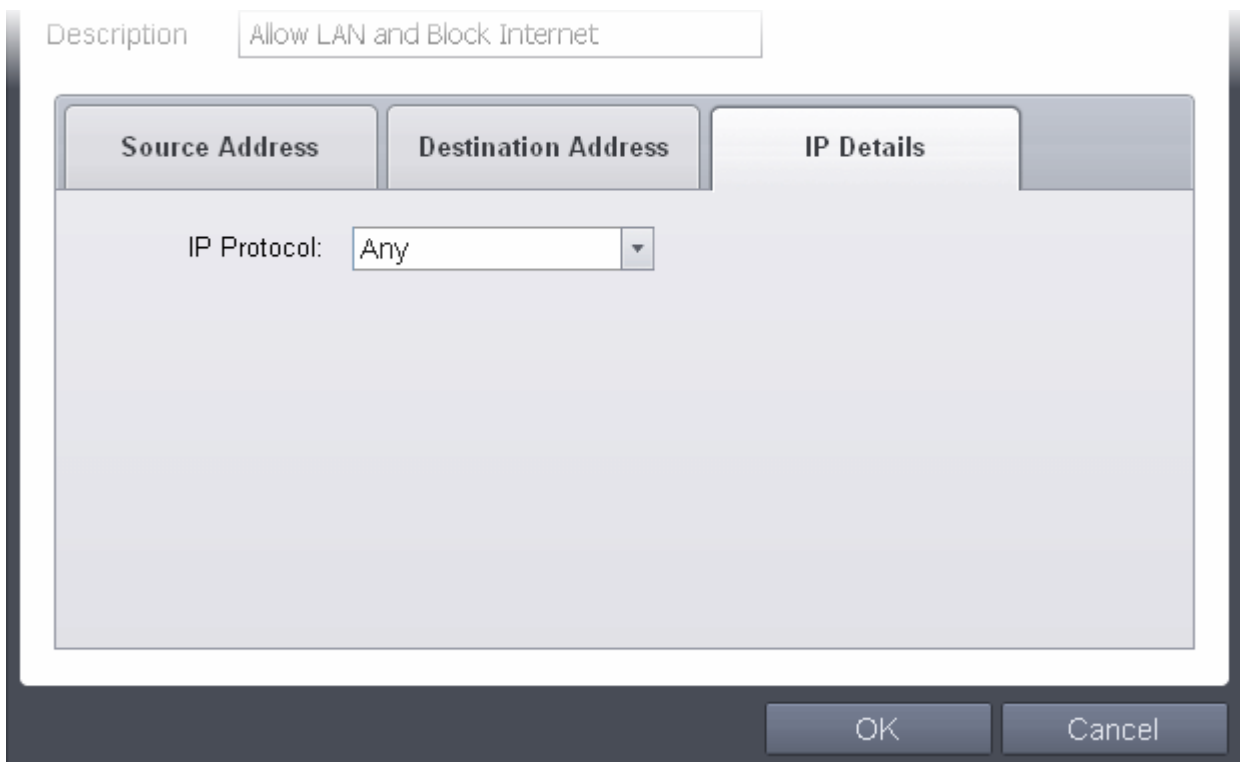 Description Allow LAN and Block Internet
Source Address Destination Address IP Details
IP Protocol: Any
OK Cancel